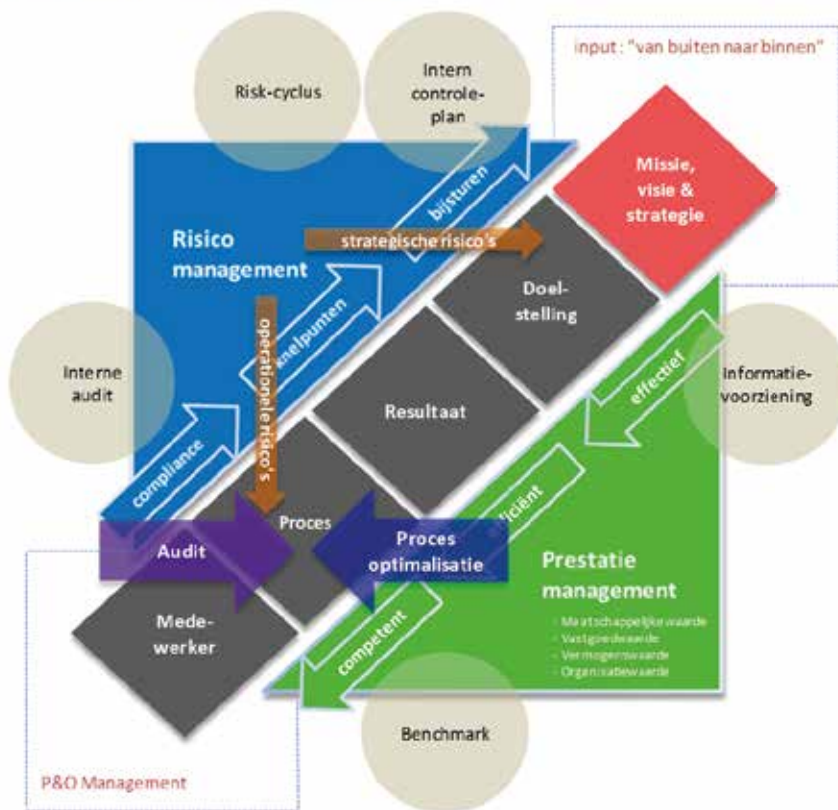 input: "van buiten naar binnen"
Risk-cyclus
Intern
controle-
plan
Missie,
visie &
strategie
bijsturen
Risico
management
strategische risico's
Doel-
stelling
knelpunten
operationele risico's
Interne
audit
effectief
Informatie-
voorziening
Resultaat
compliance
Proces
Audit
Proces
optimalisatie
Prestatie
management
- Maatschappelijke waarde
- Vastgoedwaarde
- Vermogenswaarde
- Organisatiewaarde
Mede-
werker
competent
Benchmark
P&O Management